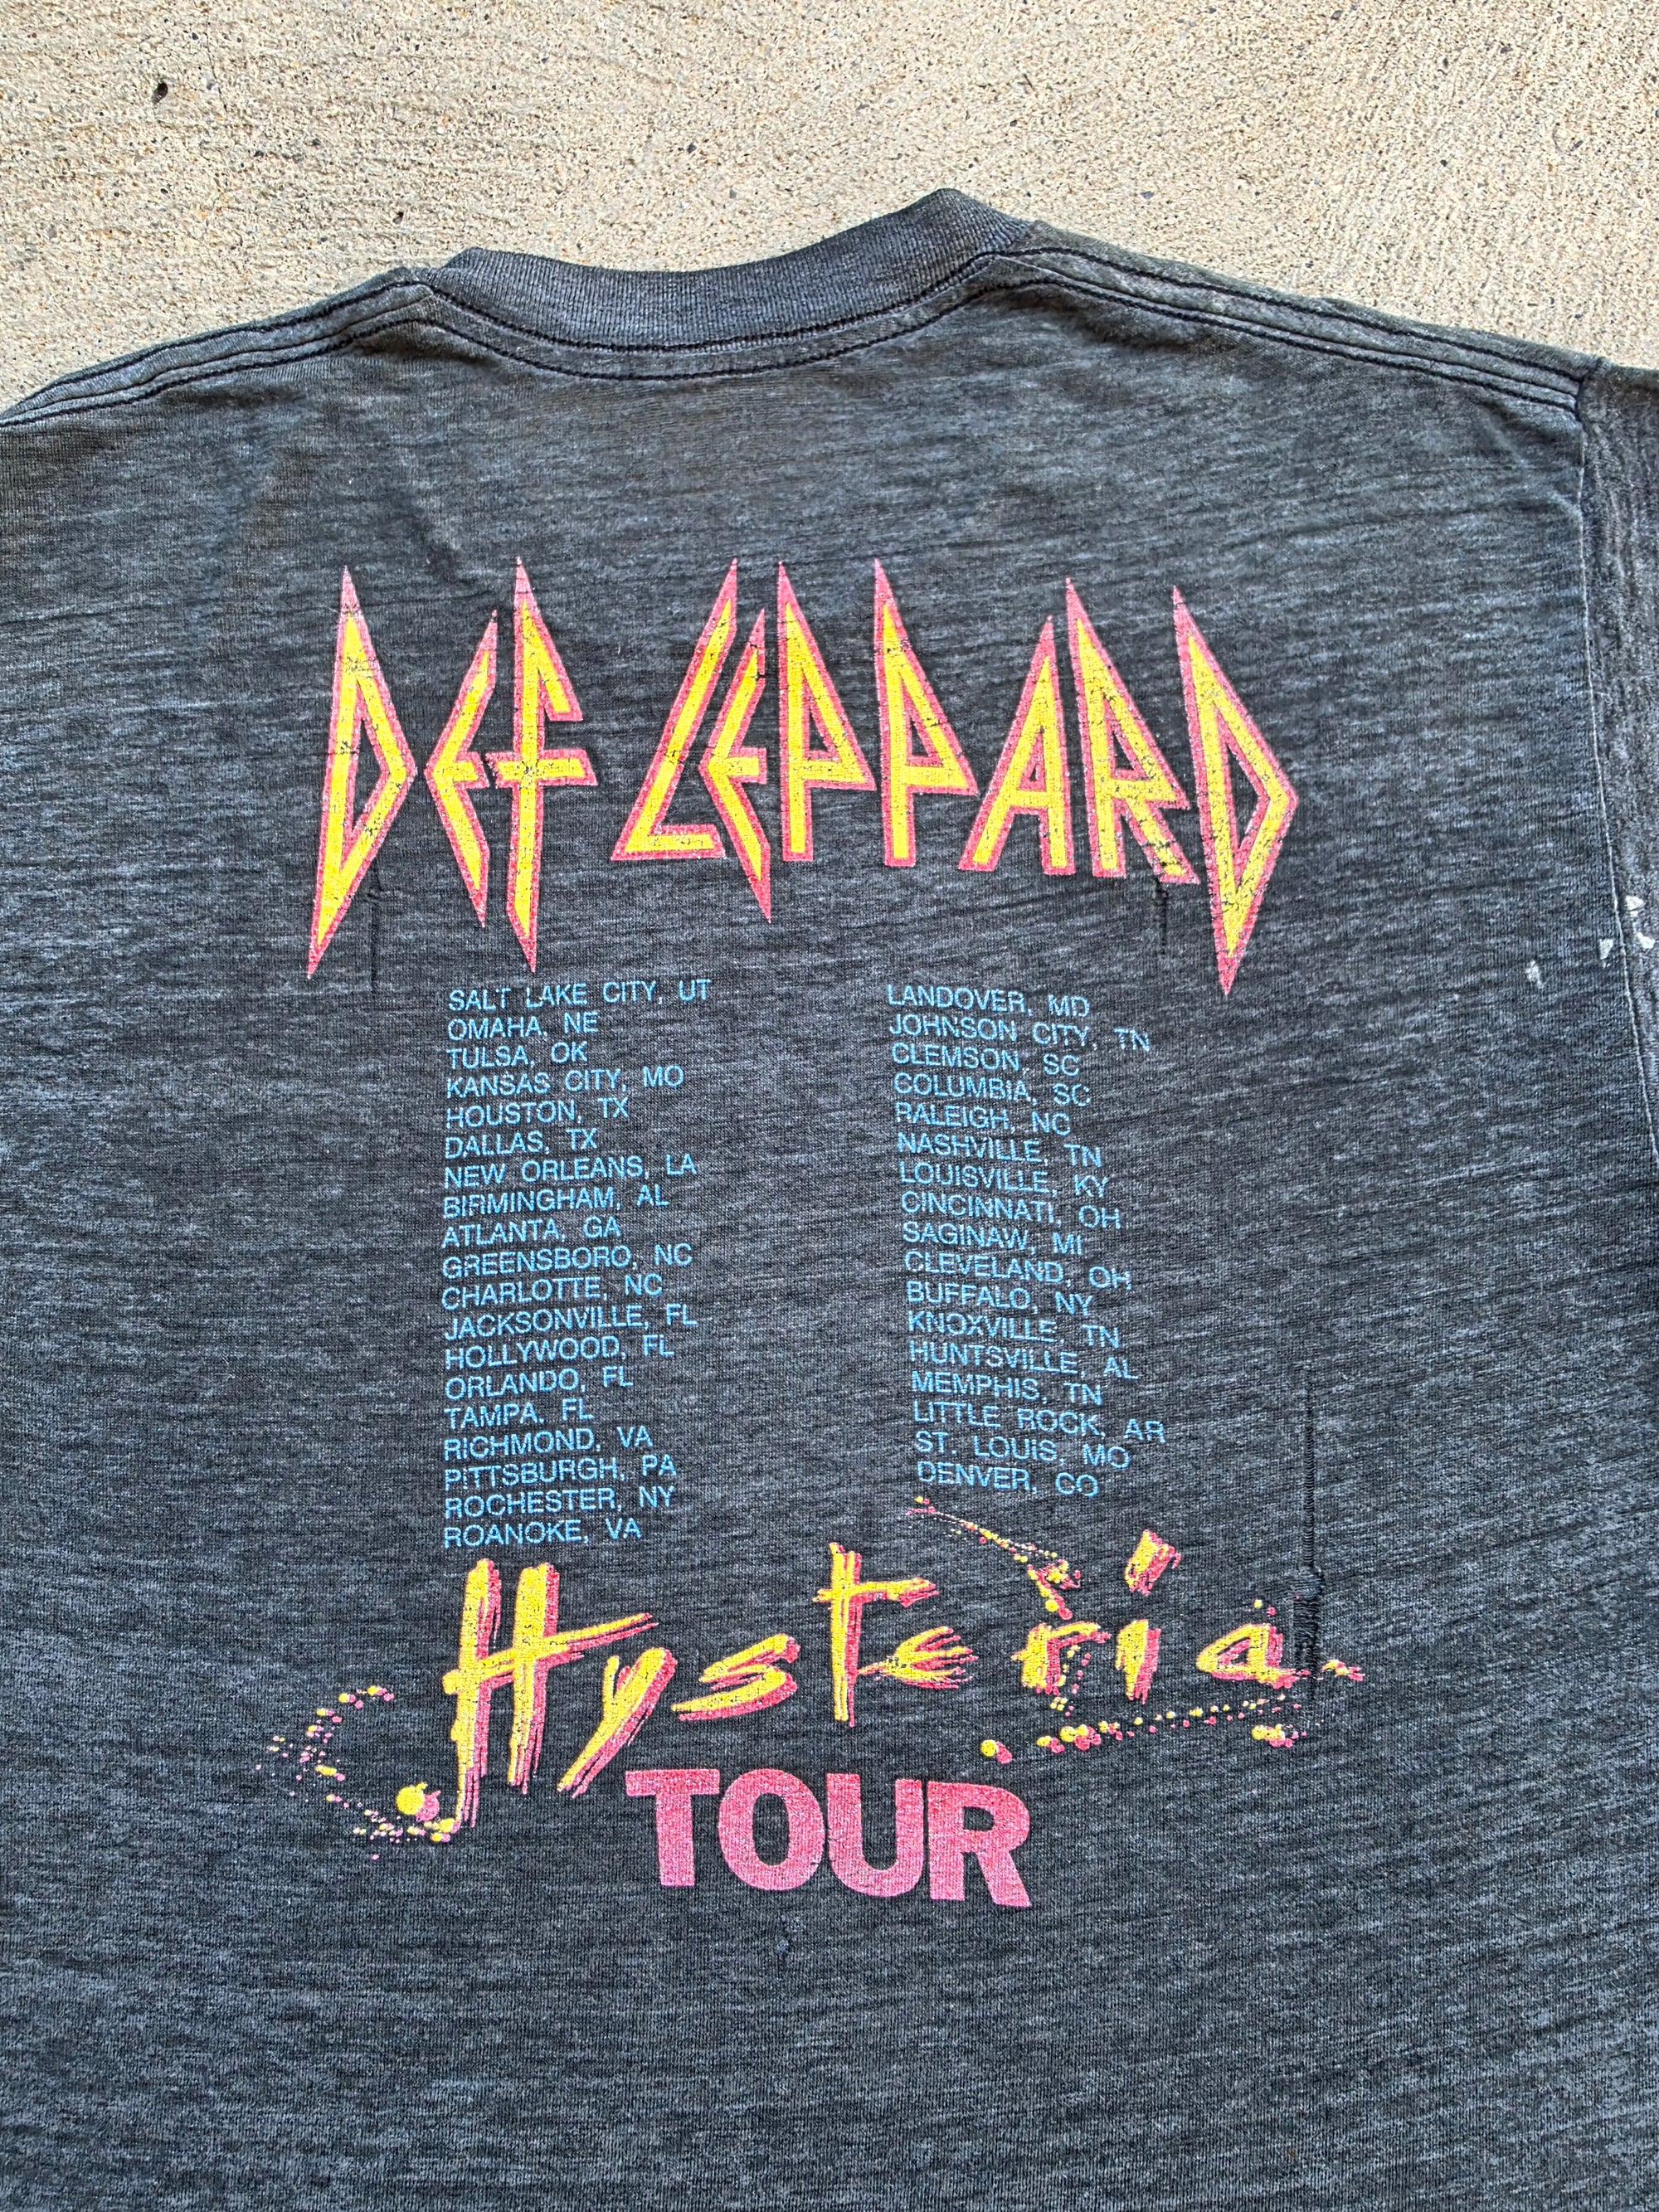 DEF LEPPARD
SALT LAKE CITY, UT
OMAHA, NE
TULSA, OK
KANSAS CITY, MO
HOUSTON, TX
DALLAS, TX
NEW ORLEANS, LA
BIRMINGHAM, AL
ATLANTA, GA
GREENSBORO, NC
CHARLOTTE, NC
JACKSONVILLE, FL
HOLLYWOOD, FL
ORLANDO, FL
TAMPA, FL
RICHMOND, VA
PITTSBURGH, PA
ROCHESTER, NY
ROANOKE, VA
LANDOVER, MD
JOHNSON CITY, TN
CLEMSON, SC
COLUMBIA, SC
RALEIGH, NC
NASHVILLE, TN
LOUISVILLE, KY
CINCINNATI, OH
SAGINAW, MI
CLEVELAND, OH
BUFFALO, NY
KNOXVILLE, TN
HUNTSVILLE, AL
MEMPHIS, TN
LITTLE ROCK, AR
ST. LOUIS, MO
DENVER, CO
Hysteria
TOUR